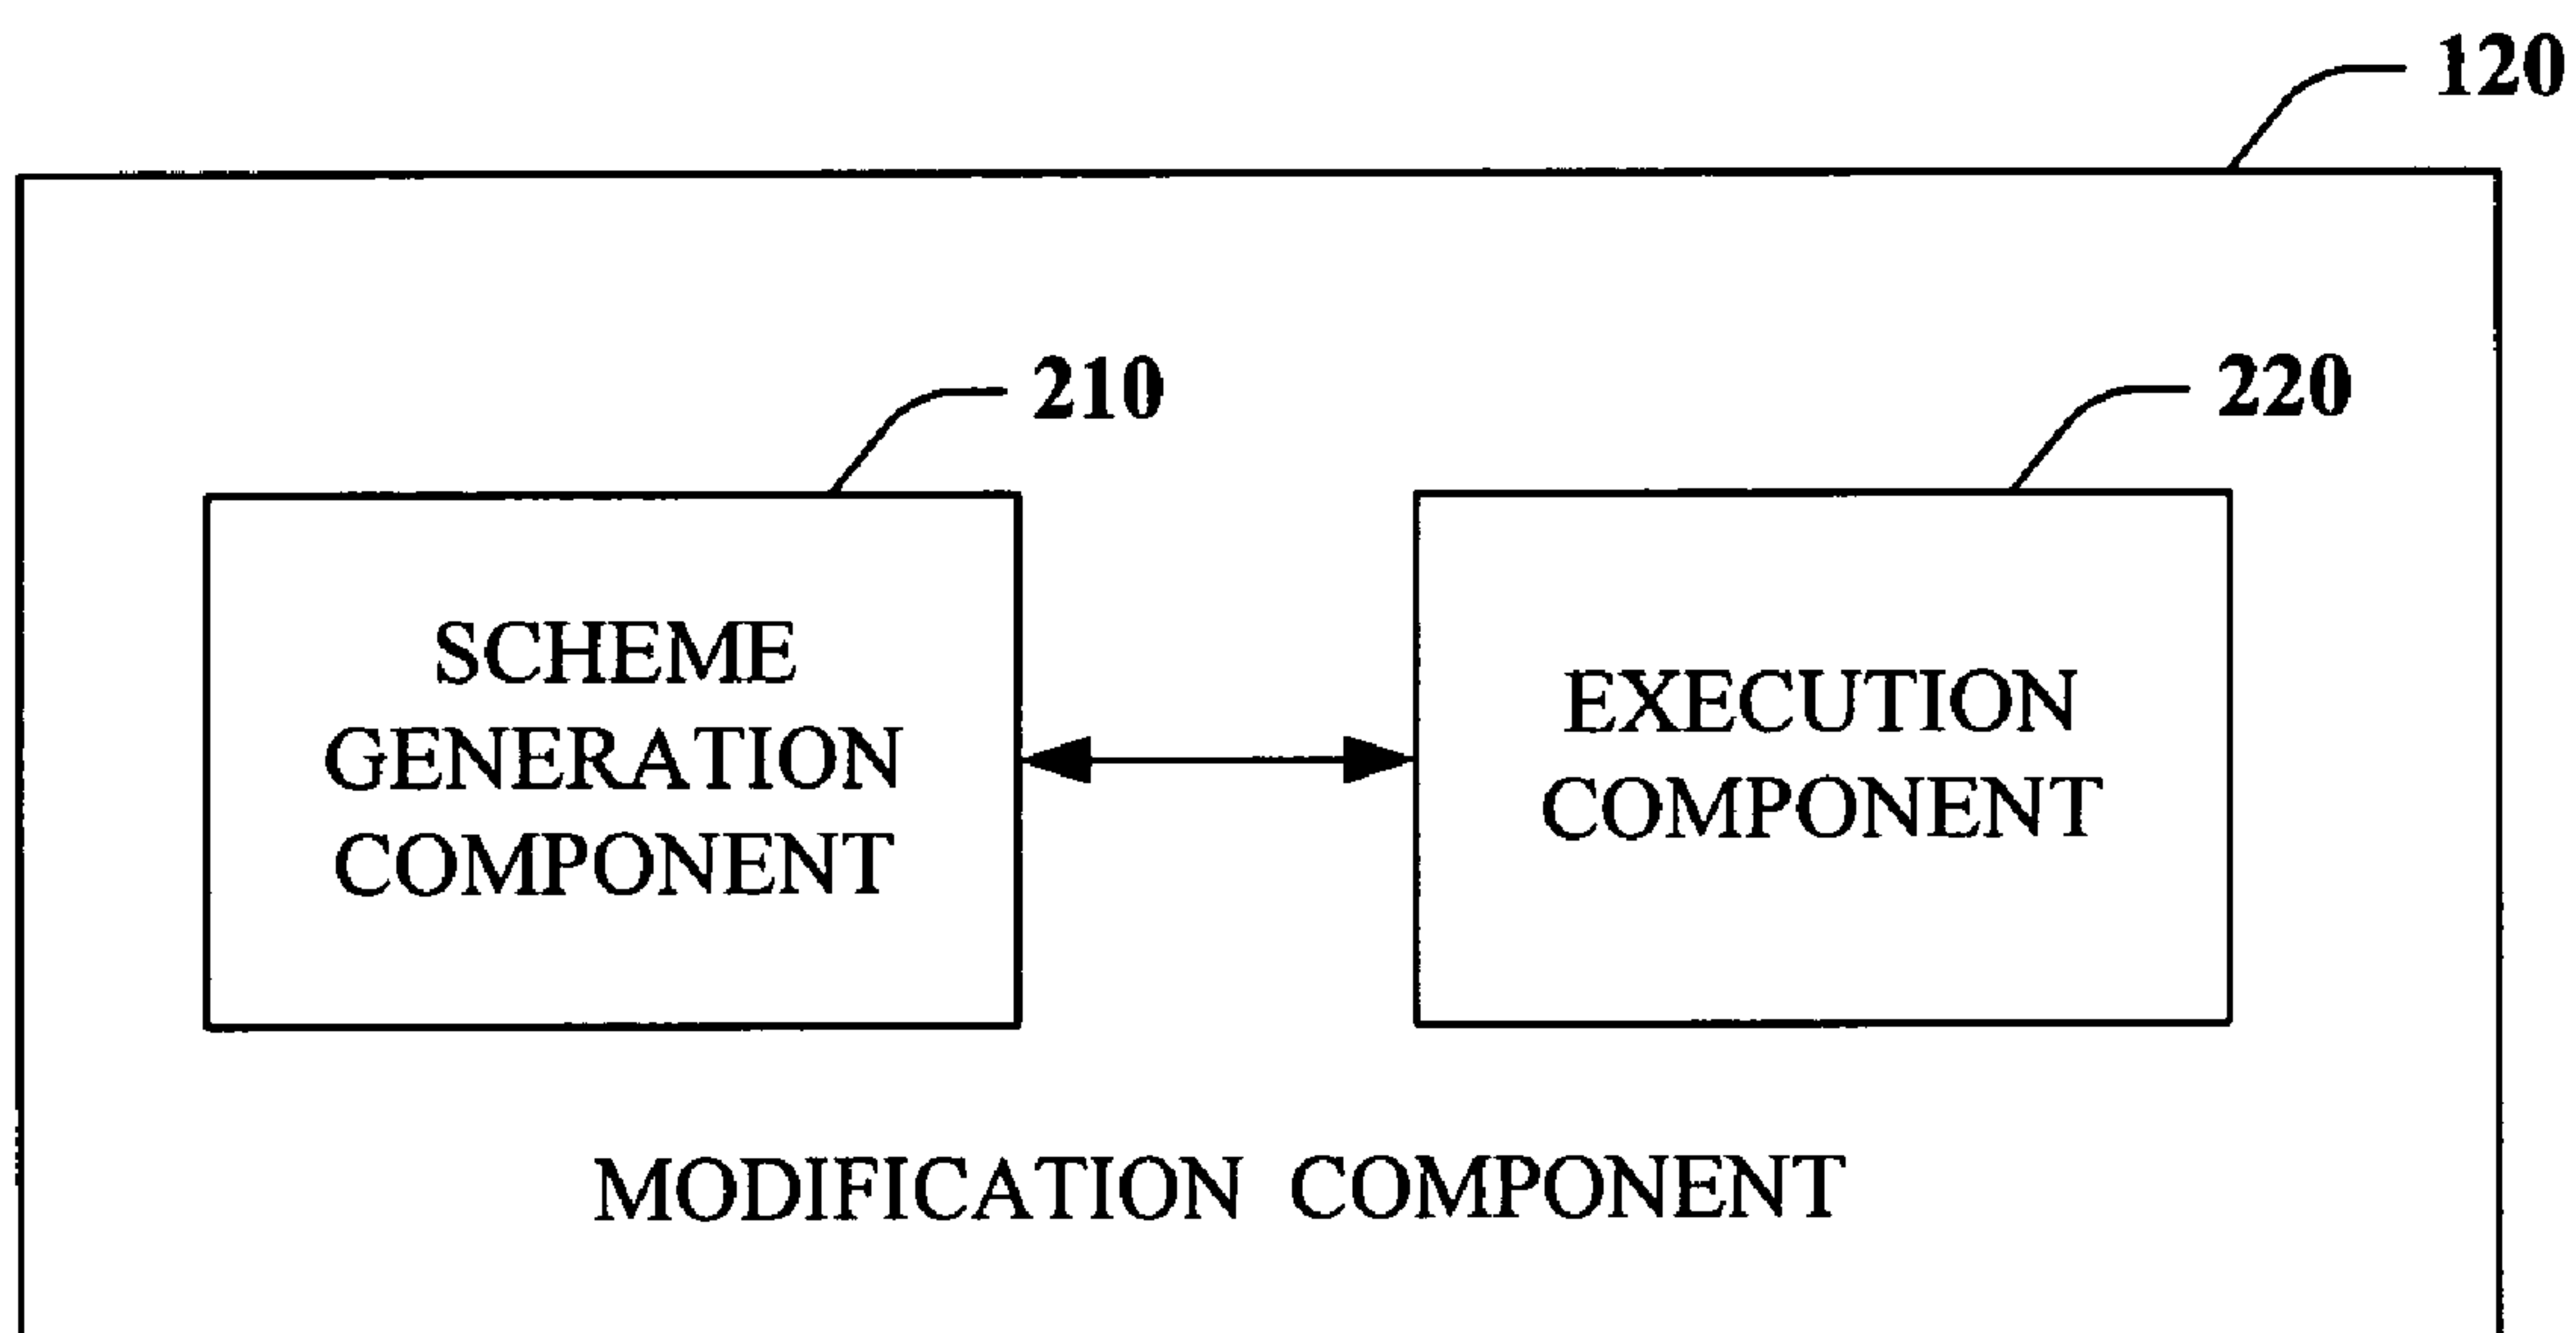 120
210
220
SCHEME
GENERATION
COMPONENT
EXECUTION
COMPONENT
MODIFICATION COMPONENT